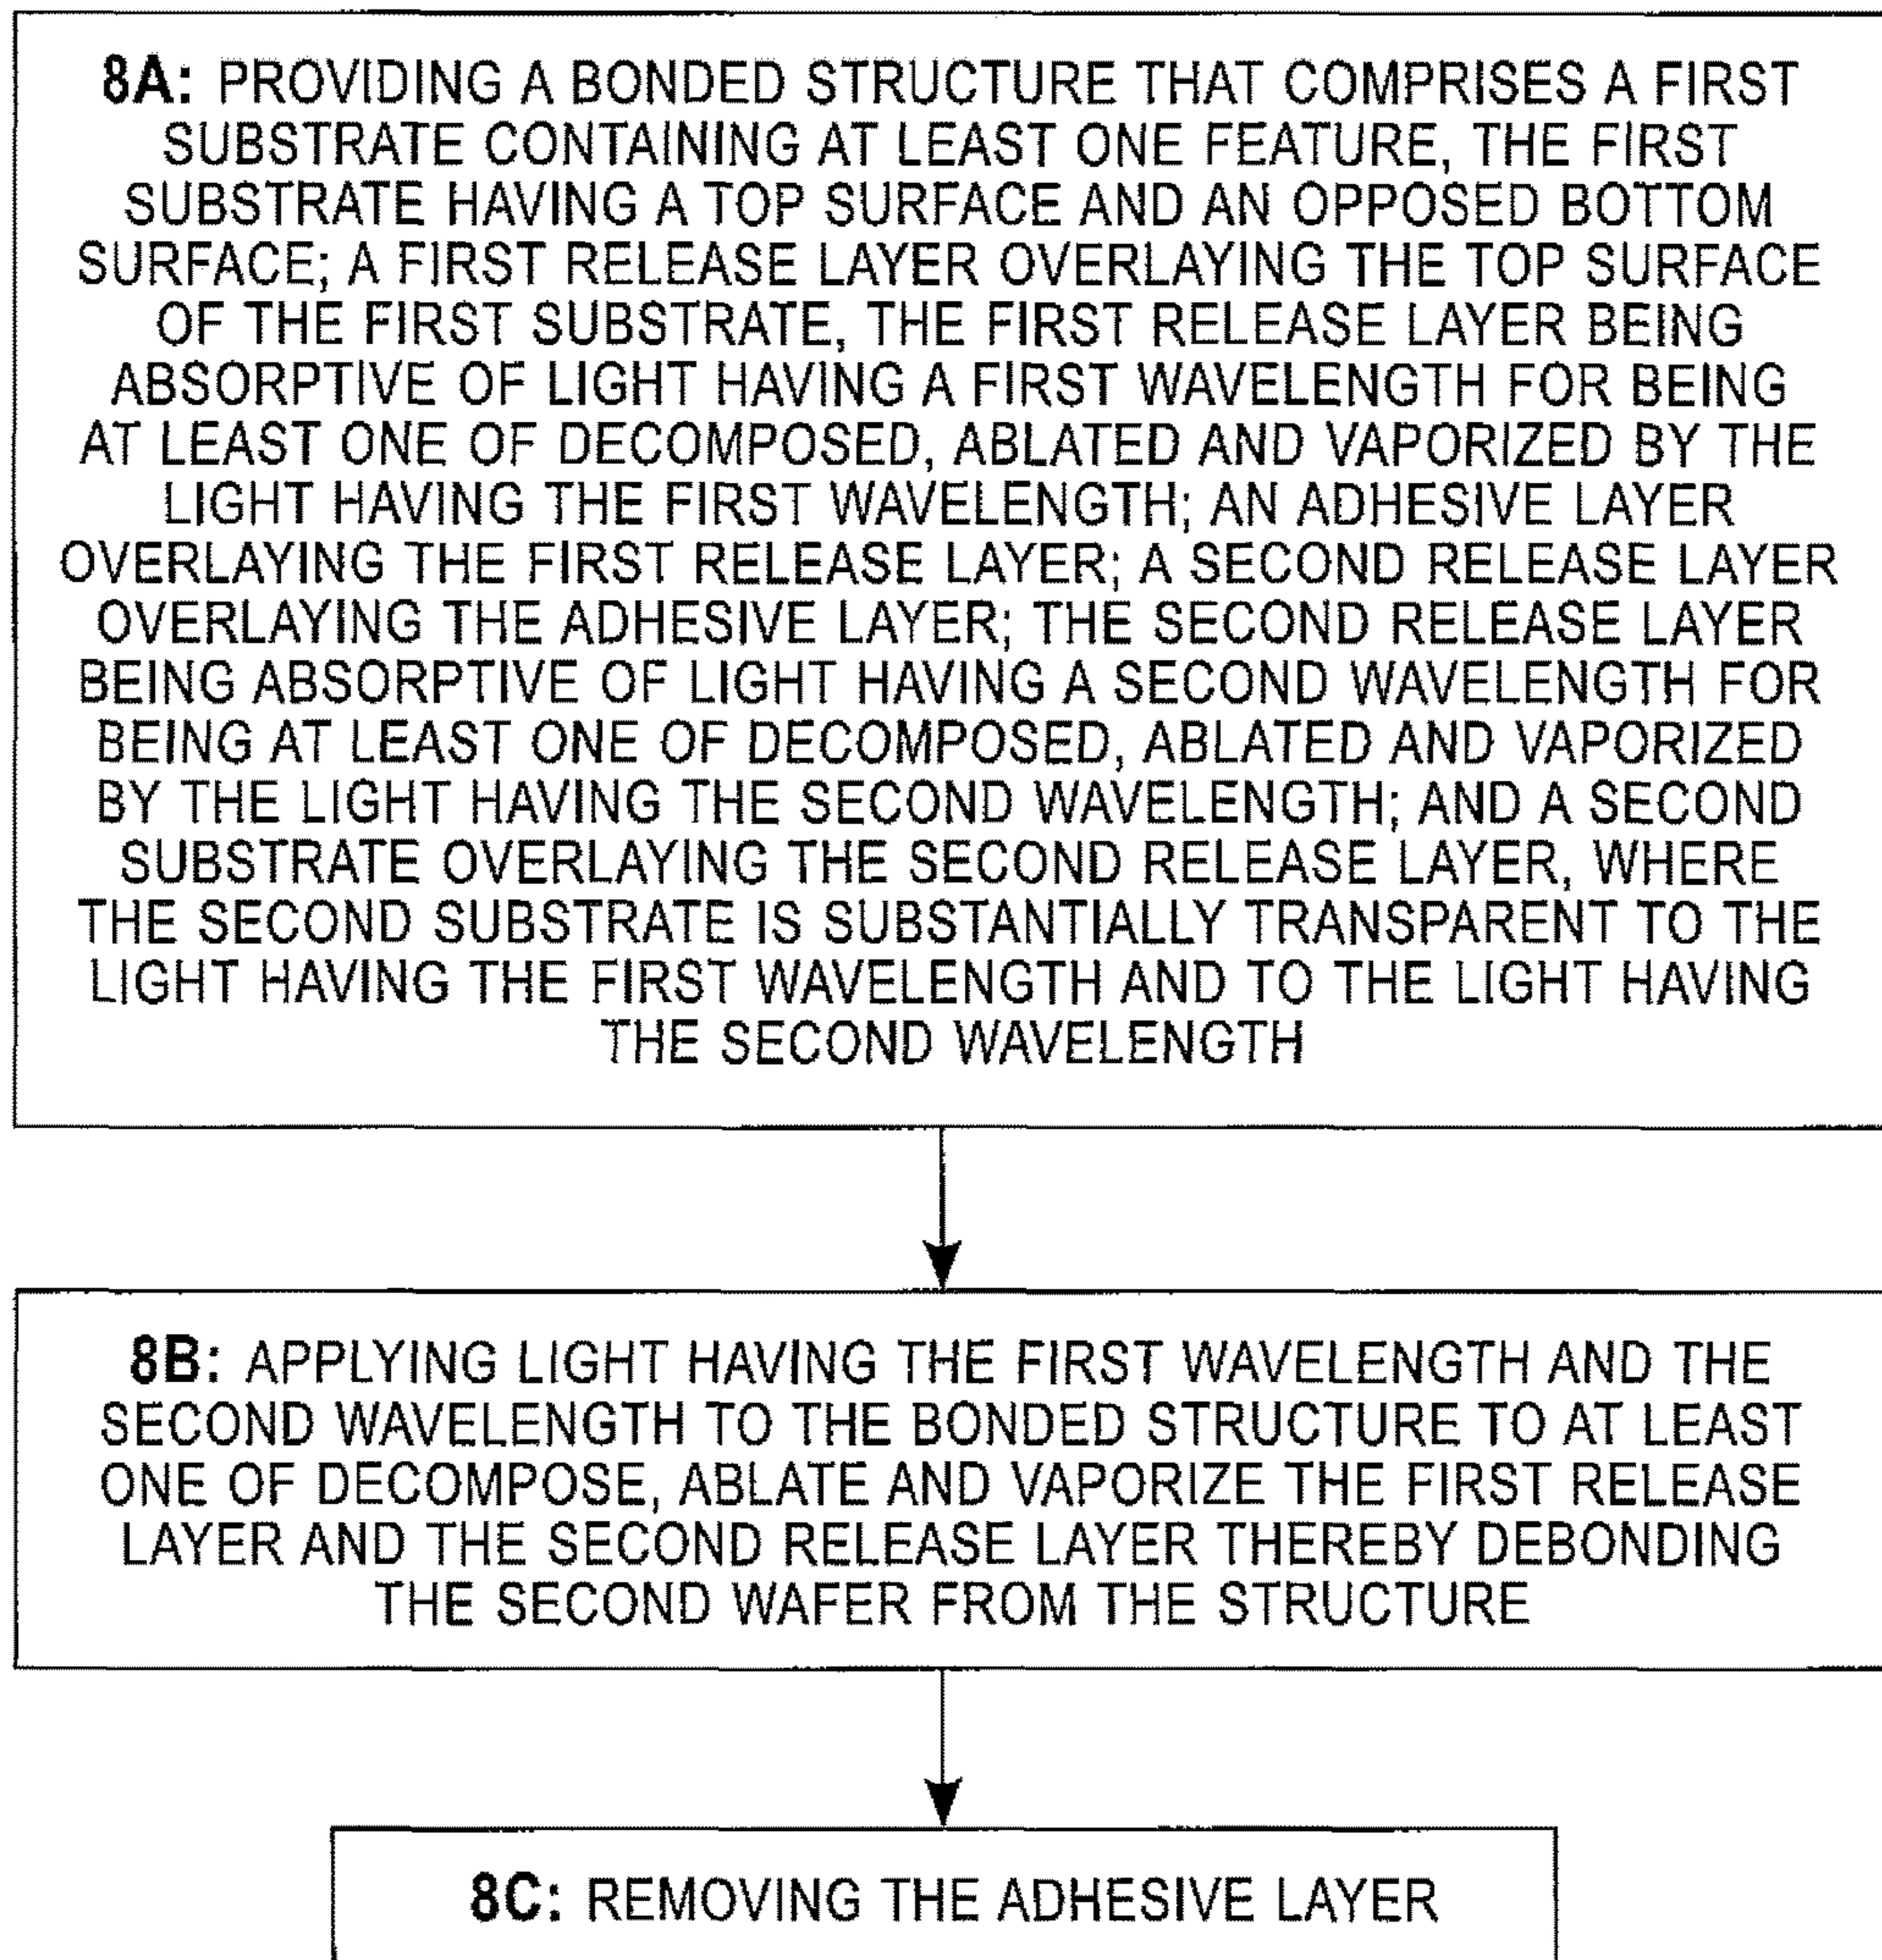 8A: PROVIDING A BONDED STRUCTURE THAT COMPRISES A FIRST
SUBSTRATE CONTAINING AT LEAST ONE FEATURE, THE FIRST
SUBSTRATE HAVING A TOP SURFACE AND AN OPPOSED BOTTOM
SURFACE; A FIRST RELEASE LAYER OVERLAYING THE TOP SURFACE
OF THE FIRST SUBSTRATE, THE FIRST RELEASE LAYER BEING
ABSORPTIVE OF LIGHT HAVING A FIRST WAVELENGTH FOR BEING
AT LEAST ONE OF DECOMPOSED, ABLATED AND VAPORIZED BY THE
LIGHT HAVING THE FIRST WAVELENGTH; AN ADHESIVE LAYER
OVERLAYING THE FIRST RELEASE LAYER; A SECOND RELEASE LAYER
OVERLAYING THE ADHESIVE LAYER; THE SECOND RELEASE LAYER
BEING ABSORPTIVE OF LIGHT HAVING A SECOND WAVELENGTH FOR
BEING AT LEAST ONE OF DECOMPOSED, ABLATED AND VAPORIZED
BY THE LIGHT HAVING THE SECOND WAVELENGTH; AND A SECOND
SUBSTRATE OVERLAYING THE SECOND RELEASE LAYER, WHERE
THE SECOND SUBSTRATE IS SUBSTANTIALLY TRANSPARENT TO THE
LIGHT HAVING THE FIRST WAVELENGTH AND TO THE LIGHT HAVING
THE SECOND WAVELENGTH
8B: APPLYING LIGHT HAVING THE FIRST WAVELENGTH AND THE
SECOND WAVELENGTH TO THE BONDED STRUCTURE TO AT LEAST
ONE OF DECOMPOSE, ABLATE AND VAPORIZE THE FIRST RELEASE
LAYER AND THE SECOND RELEASE LAYER THEREBY DEBONDING
THE SECOND WAFER FROM THE STRUCTURE
8C: REMOVING THE ADHESIVE LAYER